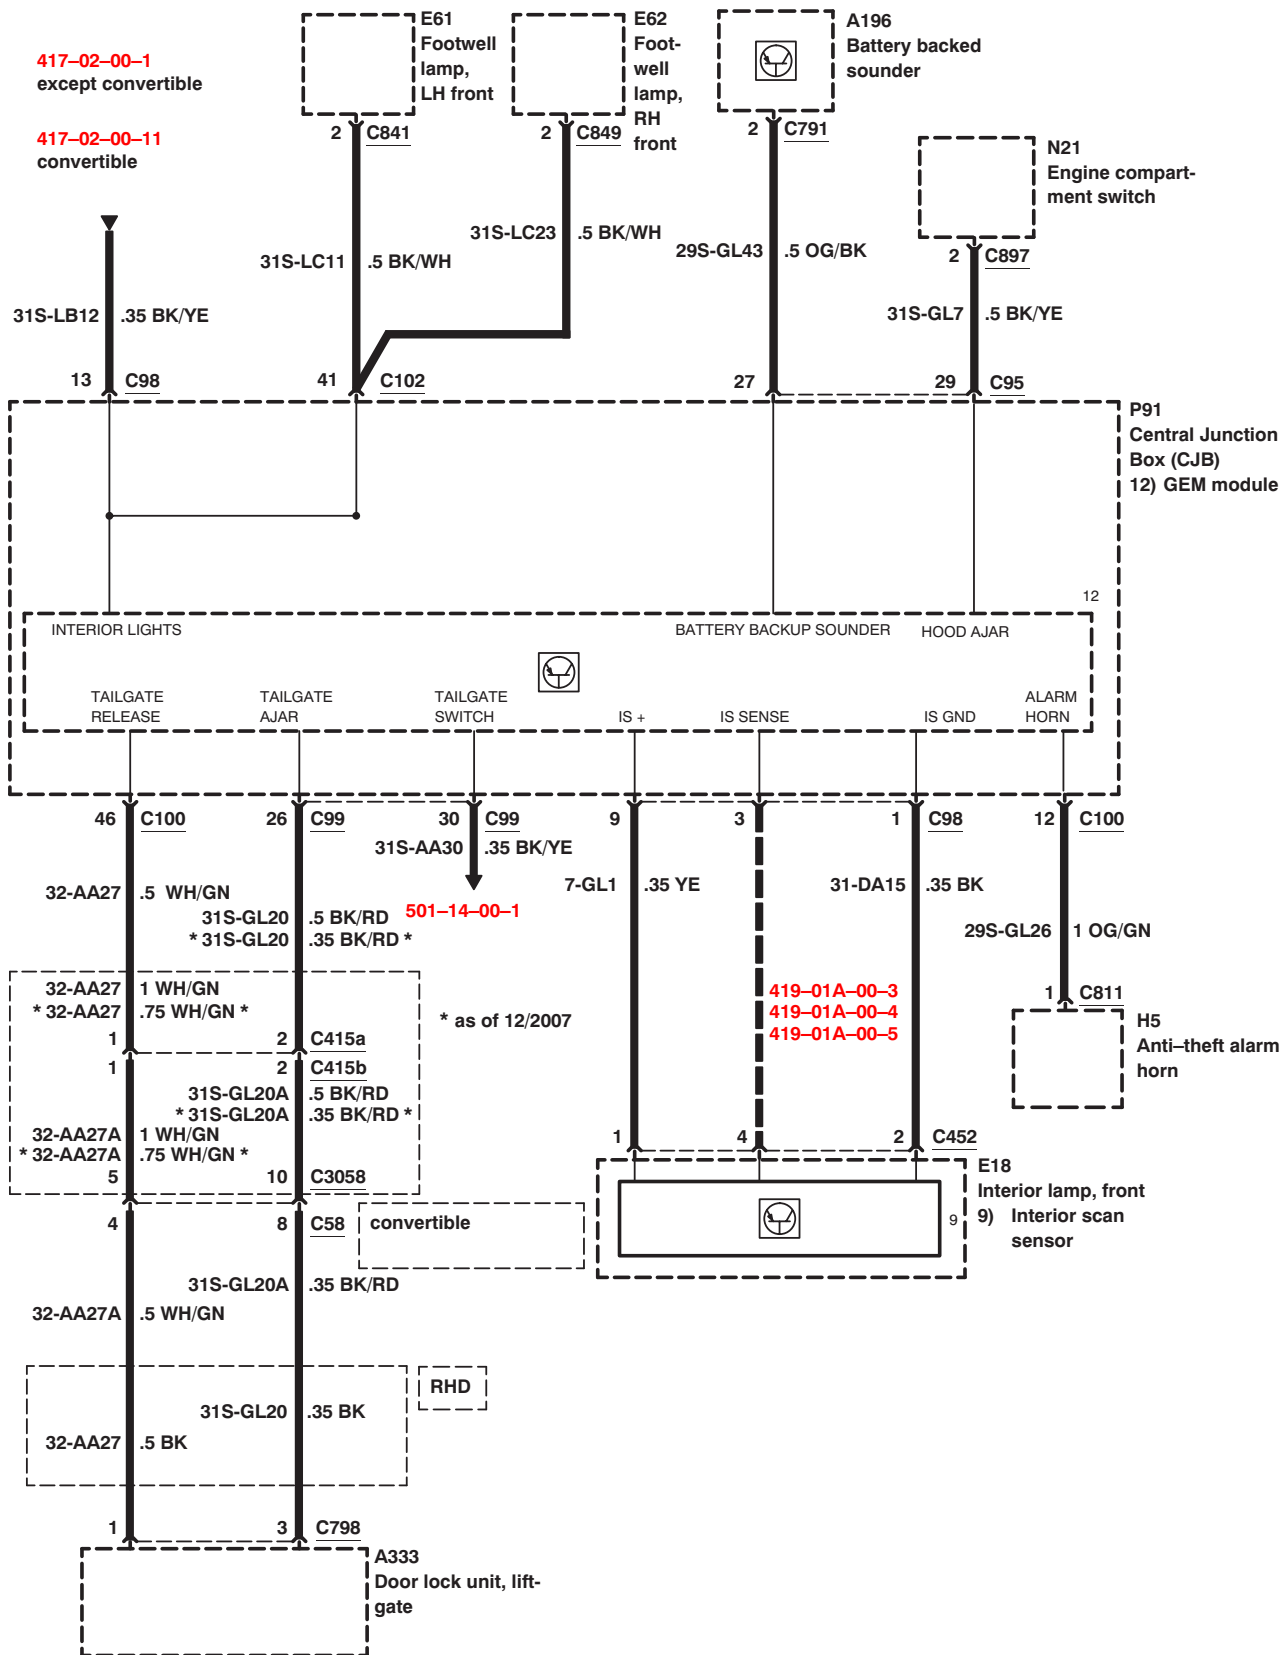 417–02–00–1
except convertible
417–02–00–11
convertible
E61
Footwell
lamp,
LH front
E62
Foot-
well
lamp,
RH
front
A196
Battery backed
sounder
N21
Engine compart-
ment switch
2 C841
2 C849
2 C791
2 C897
31S-LB12 .35 BK/YE
31S-LC11 .5 BK/WH
31S-LC23 .5 BK/WH
29S-GL43 .5 OG/BK
31S-GL7 .5 BK/YE
13 C98
41 C102
27
29 C95
P91
Central Junction
Box (CJB)
12) GEM module
12
INTERIOR LIGHTS
BATTERY BACKUP SOUNDER
HOOD AJAR
TAILGATE
RELEASE
TAILGATE
AJAR
TAILGATE
SWITCH
IS +
IS SENSE
IS GND
ALARM
HORN
46 C100
26 C99
30 C99
9
3
1 C98
12 C100
31S-AA30 .35 BK/YE
501–14–00–1
32-AA27 .5 WH/GN
31S-GL20 .5 BK/RD
* 31S-GL20 .35 BK/RD *
7-GL1 .35 YE
31-DA15 .35 BK
29S-GL26 1 OG/GN
32-AA27 1 WH/GN
* 32-AA27 .75 WH/GN *
* as of 12/2007
419–01A–00–3
419–01A–00–4
419–01A–00–5
1 C811
H5
Anti–theft alarm
horn
1
2 C415a
1
2 C415b
31S-GL20A .5 BK/RD
* 31S-GL20A .35 BK/RD *
32-AA27A 1 WH/GN
* 32-AA27A .75 WH/GN *
5
10 C3058
1
4
2 C452
E18
Interior lamp, front
9) Interior scan
sensor
9
4
8 C58
convertible
31S-GL20A .35 BK/RD
32-AA27A .5 WH/GN
RHD
31S-GL20 .35 BK
32-AA27 .5 BK
1
3 C798
A333
Door lock unit, lift-
gate